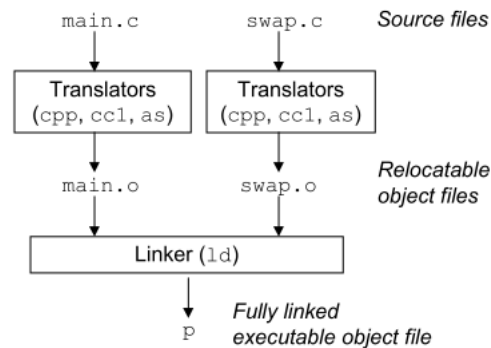 main.c swap.c Source files
Translators Translators
(cpp, cc1, as) (cpp, cc1, as)
Relocatable
main.o swap.o object files
Linker (ld)
Fully linked
p executable object file